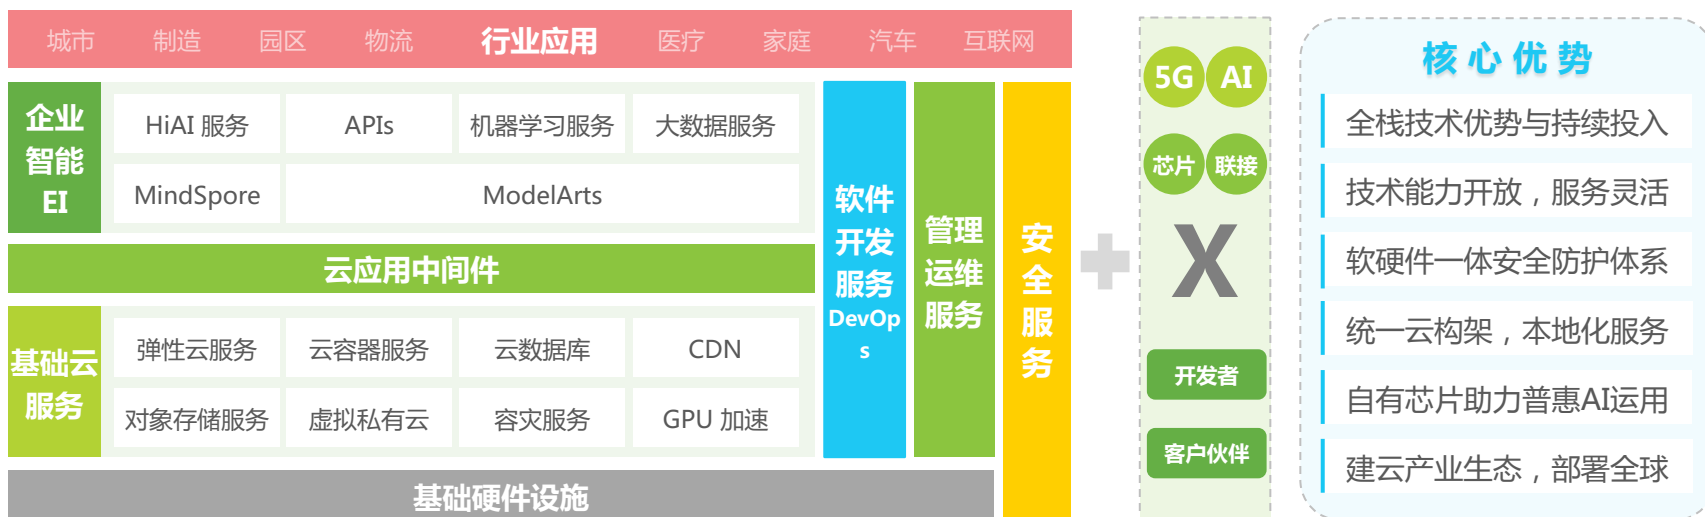 城市 制造 园区 物流 行业应用 医疗 家庭 汽车 互联网
企业
智能
EI
HiAI 服务 APIs 机器学习服务 大数据服务
MindSpore ModelArts
云应用中间件
基础云
服务
弹性云服务 云容器服务 云数据库 CDN
对象存储服务 虚拟私有云 容灾服务 GPU 加速
基础硬件设施
软件
开发
服务
DevOp
s
管理
运维
服务
安
全
服
务
5G AI
芯片 联接
X
开发者
客户伙伴
核心优势
全栈技术优势与持续投入
技术能力开放，服务灵活
软硬件一体安全防护体系
统一云构架，本地化服务
自有芯片助力普惠AI运用
建云产业生态，部署全球